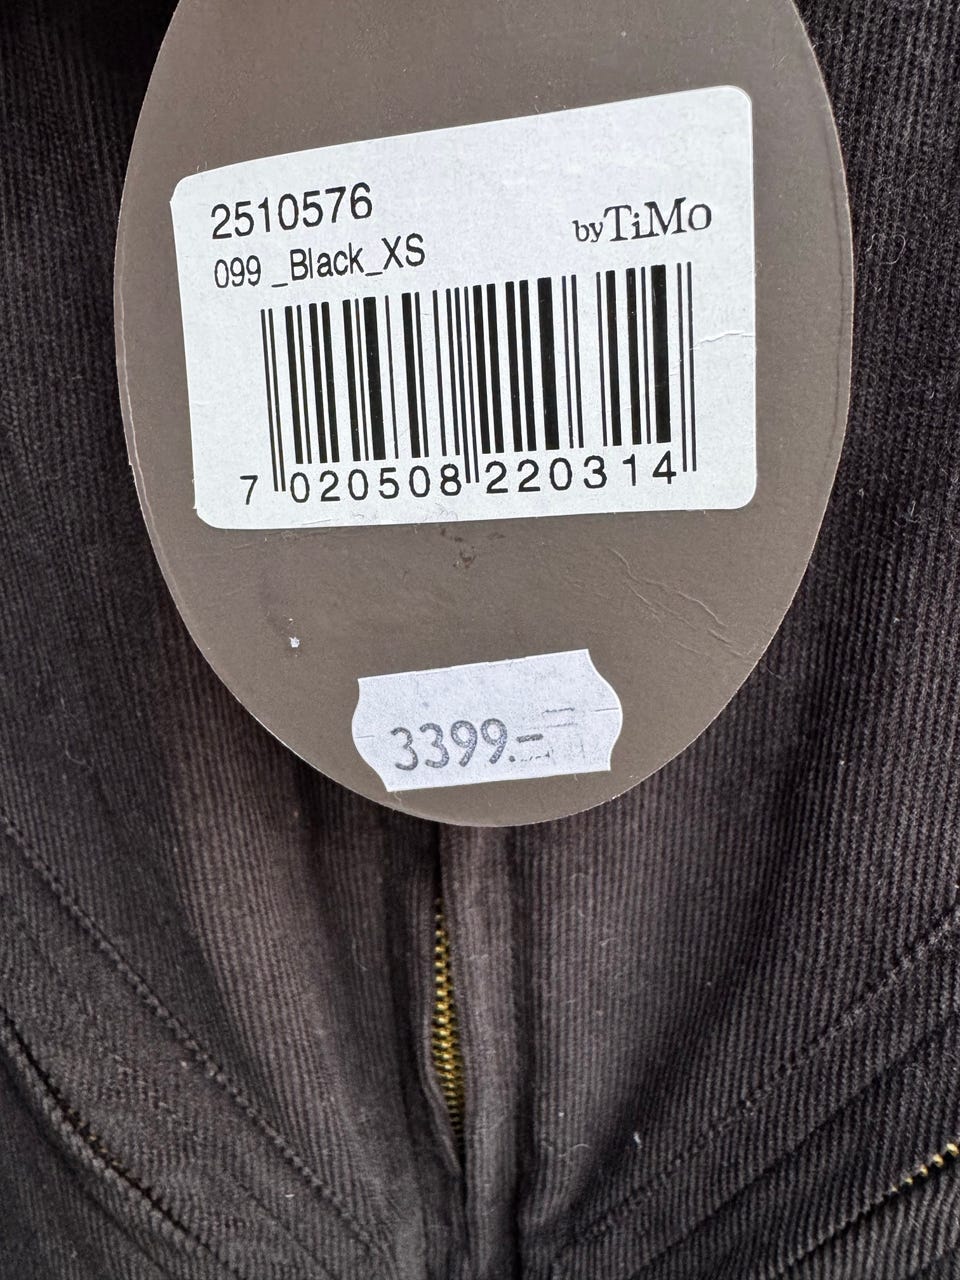 2510576
byTiMo
099 _Black_XS
7 020508 220314
3399.-